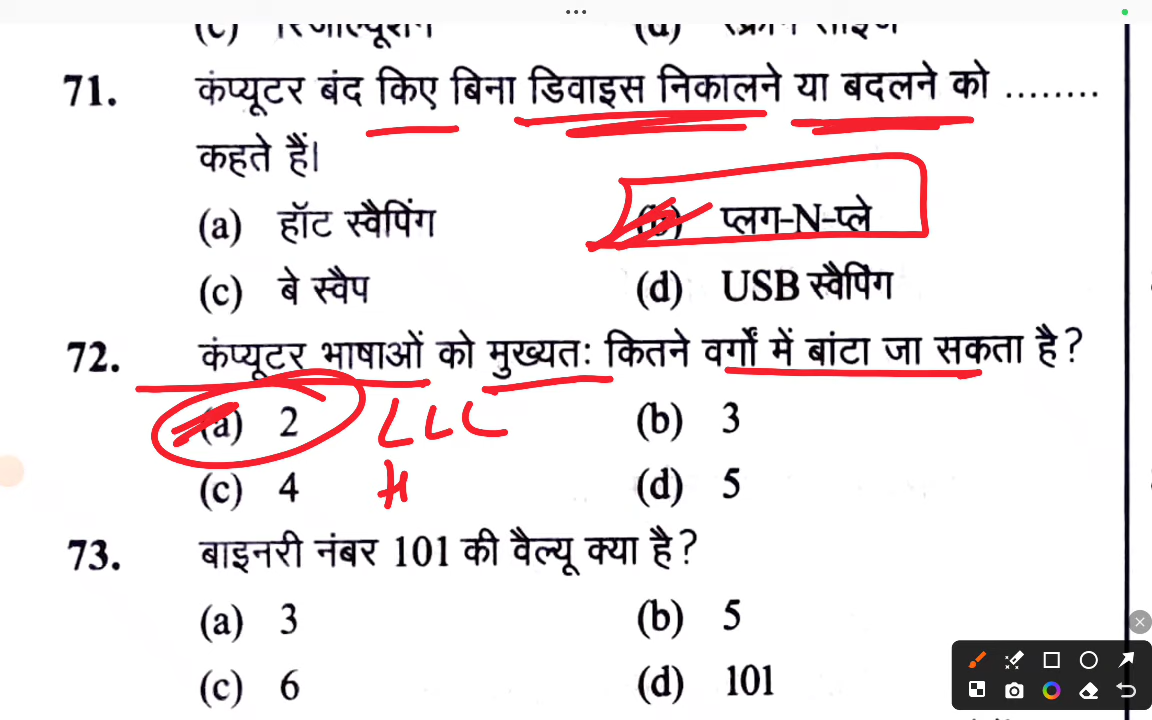 71. कंप्यूटर बंद किए बिना डिवाइस निकालने या बदलने को ........
कहते हैं।
(a) हॉट स्वैपिंग (b) प्लग-N-प्ले
(c) बे स्वैप (d) USB स्वैपिंग
72. कंप्यूटर भाषाओं को मुख्यतः कितने वर्गों में बांटा जा सकता है?
(a) 2 LLL (b) 3
(c) 4 H (d) 5
73. बाइनरी नंबर 101 की वैल्यू क्या है?
(a) 3 (b) 5
(c) 6 (d) 101